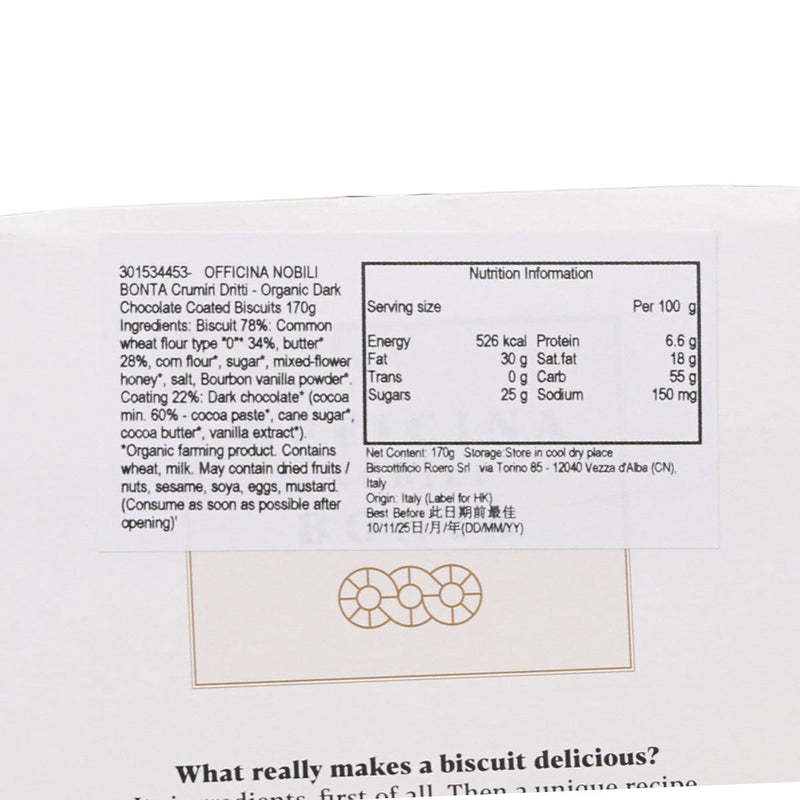 301534453- OFFICINA NOBILI
BONTA Crumiri Dritti - Organic Dark
Chocolate Coated Biscuits 170g
Ingredients: Biscuit 78%: Common
wheat flour type "0"* 34%, butter*
28%, corn flour*, sugar*, mixed-flower
honey*, salt, Bourbon vanilla powder*.
Coating 22%: Dark chocolate* (cocoa
min. 60% - cocoa paste*, cane sugar*,
cocoa butter*, vanilla extract*).
*Organic farming product. Contains
wheat, milk. May contain dried fruits /
nuts, sesame, soya, eggs, mustard.
(Consume as soon as possible after
opening)'
Nutrition Information
Serving size Per 100 g
Energy 526 kcal Protein 6.6 g
Fat 30 g Sat.fat 18 g
Trans 0 g Carb 55 g
Sugars 25 g Sodium 150 mg
Net Content: 170g Storage:Store in cool dry place
Biscottificio Roero Srl via Torino 85 - 12040 Vezza d'Alba (CN),
Italy
Origin: Italy (Label for HK)
Best Before 此日期前最佳
10/11/25日/月/年(DD/MM/YY)
What really makes a biscuit delicious?
first of all. Then a unique recipe